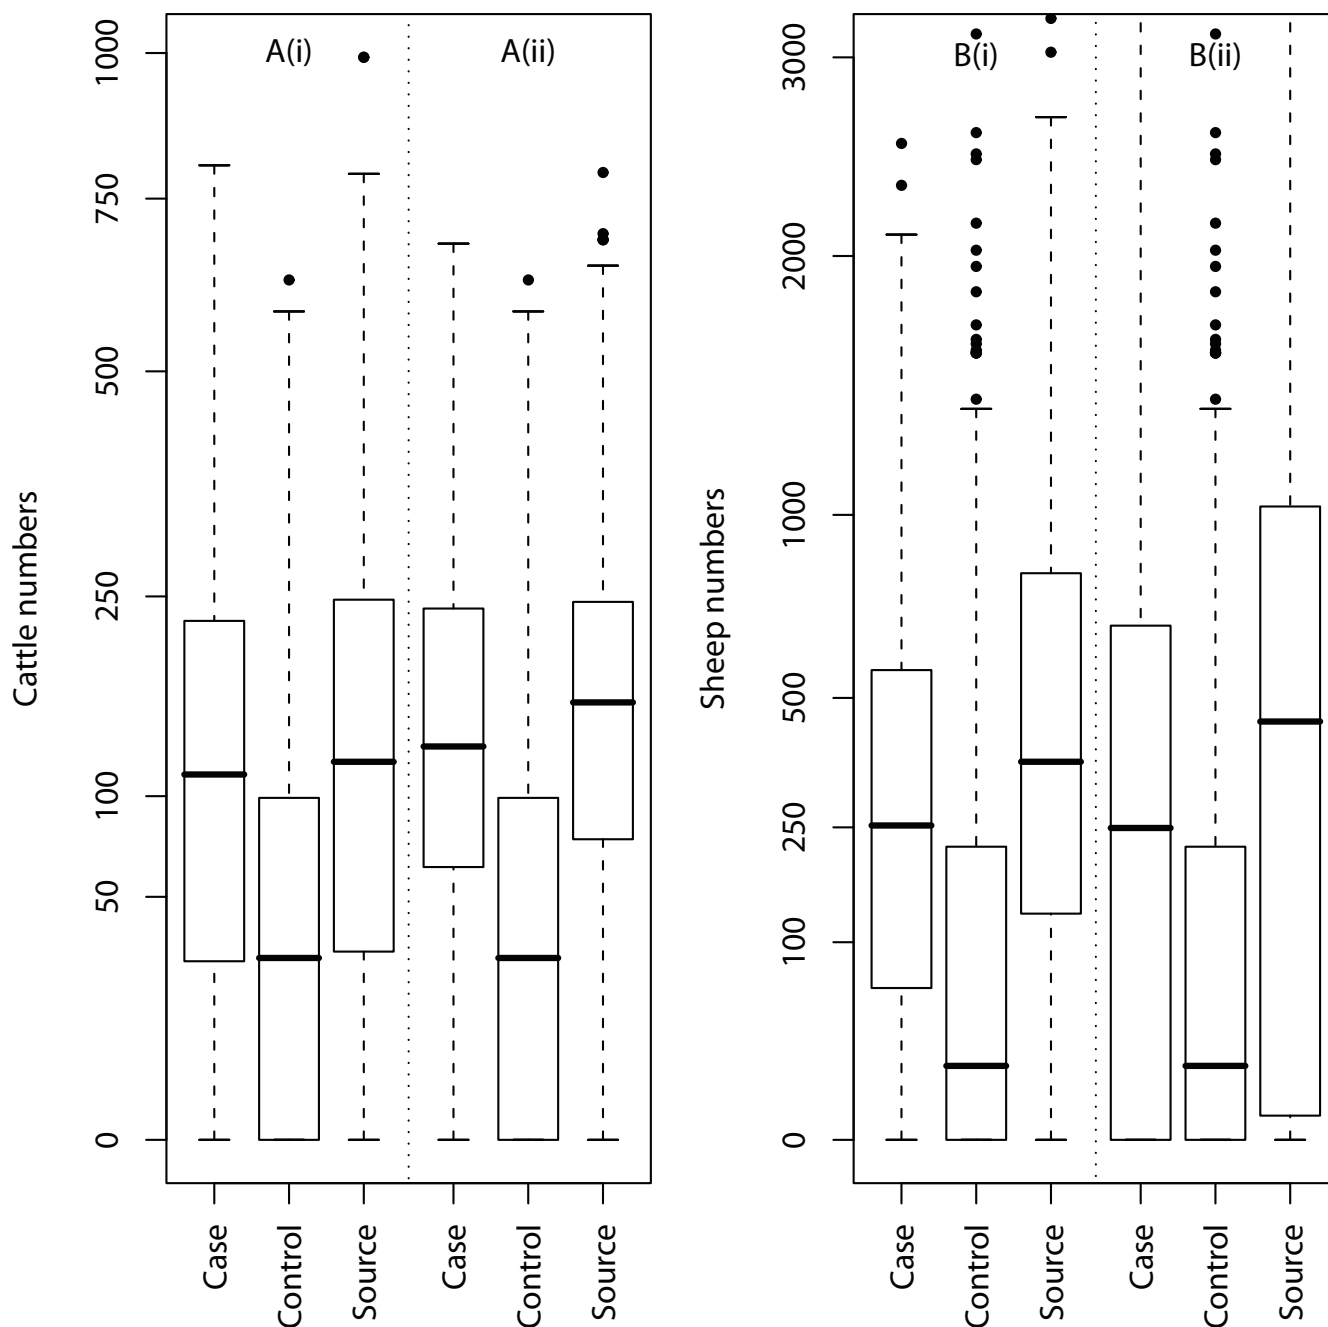 Cattle numbers
1000
750
500
250
100
50
0
A(i)
A(ii)
Case
Control
Source
Case
Control
Source
Sheep numbers
3000
2000
1000
500
250
100
0
B(i)
B(ii)
Case
Control
Source
Case
Control
Source